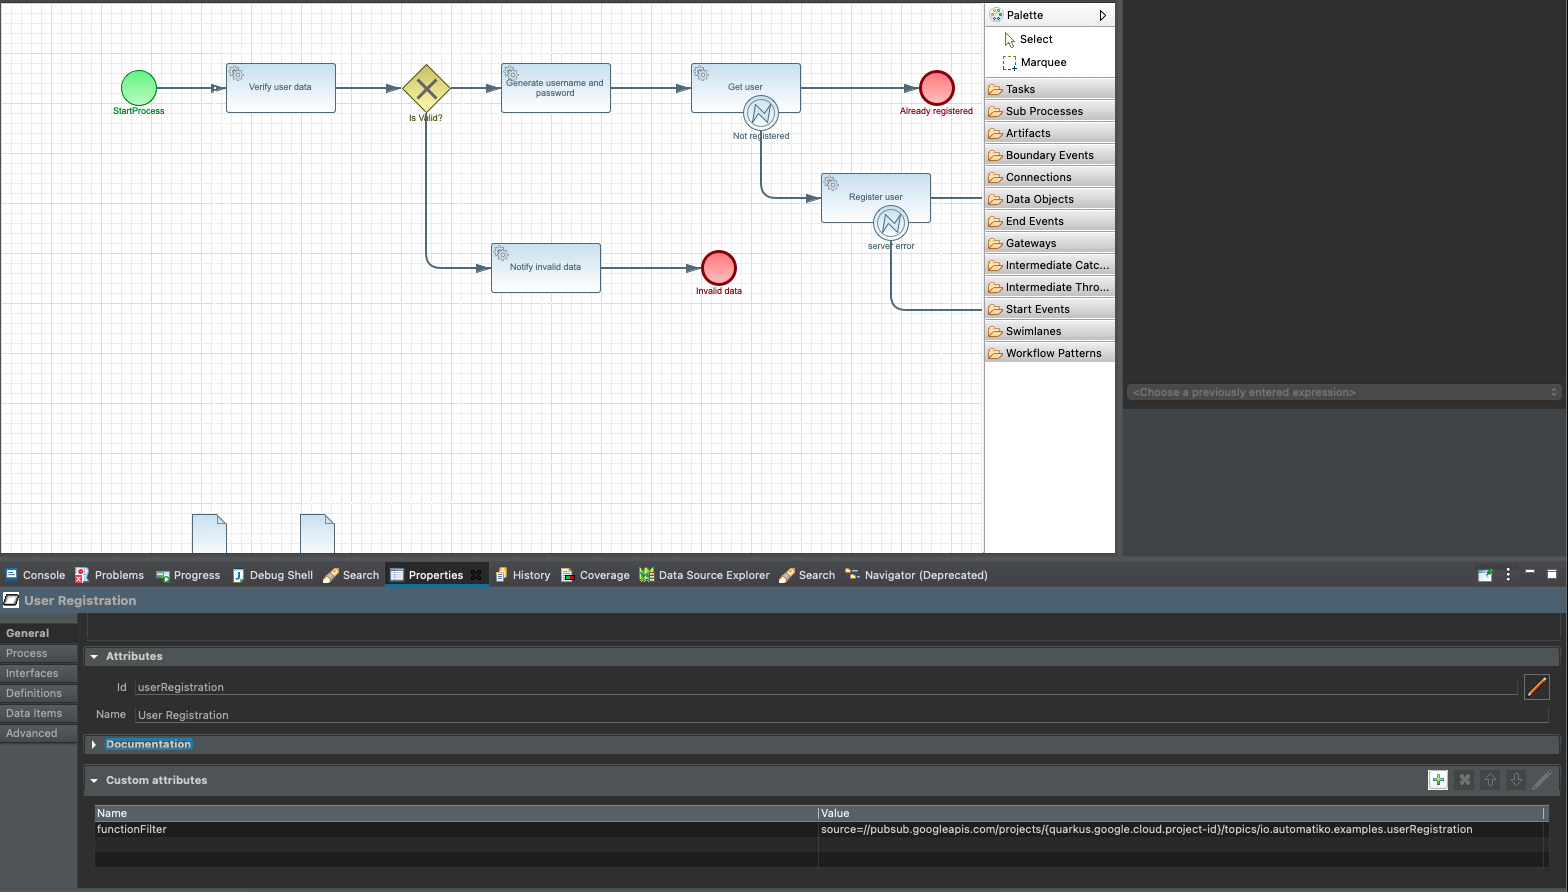 StartProcess
Verify user data
Is Valid?
Generate username and
password
Get user
Not registered
Already registered
Register user
server error
Notify invalid data
Invalid data
Palette
Select
Marquee
Tasks
Sub Processes
Artifacts
Boundary Events
Connections
Data Objects
End Events
Gateways
Intermediate Catc...
Intermediate Thro...
Start Events
Swimlanes
Workflow Patterns
<Choose a previously entered expression>
Console Problems Progress Debug Shell Search Properties History Coverage Data Source Explorer Search Navigator (Deprecated)
User Registration
General
Process
Interfaces
Definitions
Data Items
Advanced
Attributes
Id userRegistration
Name User Registration
Documentation
Custom attributes
Name Value
functionFilter source=//pubsub.googleapis.com/projects/{quarkus.google.cloud.project-id}/topics/io.automatiko.examples.userRegistration